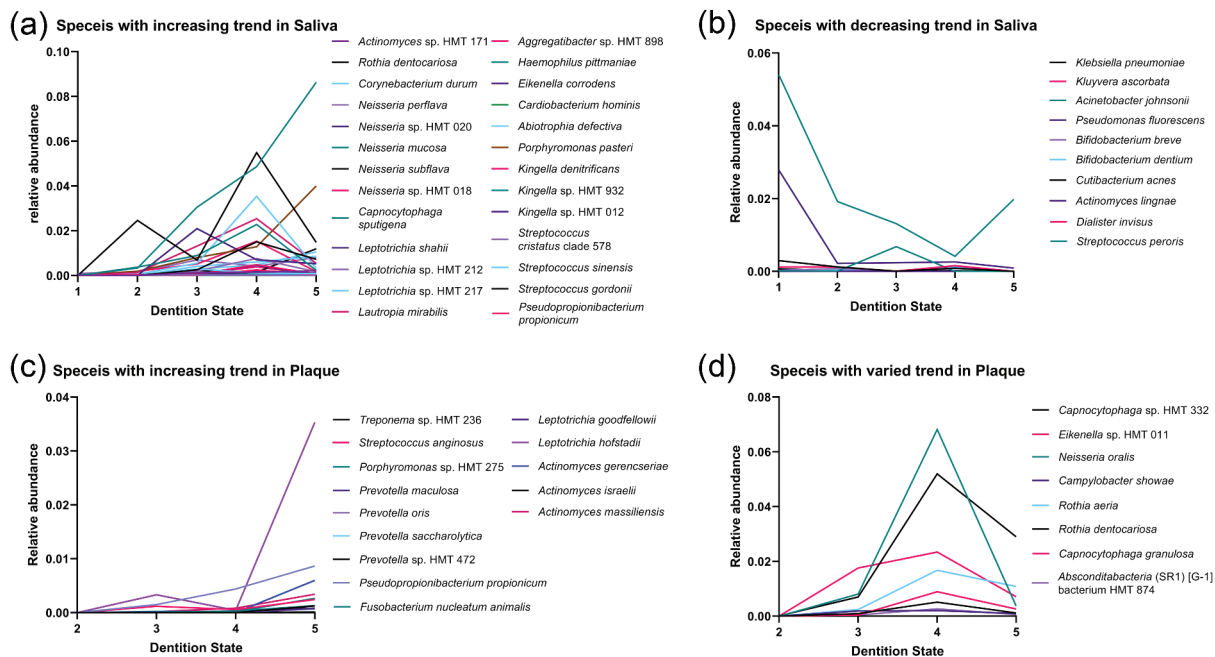 (a) Speceis with increasing trend in Saliva
relative abundance
0.10
0.08
0.06
0.04
0.02
0.00
1 2 3 4 5
Dentition State
Actinomyces sp. HMT 171
Rothia dentocariosa
Corynebacterium durum
Neisseria perflava
Neisseria sp. HMT 020
Neisseria mucosa
Neisseria subflava
Neisseria sp. HMT 018
Capnocytophaga
sputigena
Leptotrichia shahii
Leptotrichia sp. HMT 212
Leptotrichia sp. HMT 217
Lautropia mirabilis
Aggregatibacter sp. HMT 898
Haemophilus pittmaniae
Eikenella corrodens
Cardiobacterium hominis
Abiotrophia defectiva
Porphyromonas pasteri
Kingella denitrificans
Kingella sp. HMT 932
Kingella sp. HMT 012
Streptococcus
cristatus clade 578
Streptococcus sinensis
Streptococcus gordonii
Pseudopropionibacterium
propionicum
(b) Speceis with decreasing trend in Saliva
Relative abundance
0.06
0.04
0.02
0.00
1 2 3 4 5
Dentition State
Klebsiella pneumoniae
Kluyvera ascorbata
Acinetobacter johnsonii
Pseudomonas fluorescens
Bifidobacterium breve
Bifidobacterium dentium
Cutibacterium acnes
Actinomyces lingnae
Dialister invisus
Streptococcus peroris
(c) Speceis with increasing trend in Plaque
Relative abundance
0.04
0.03
0.02
0.01
0.00
2 3 4 5
Dentition State
Treponema sp. HMT 236
Streptococcus anginosus
Porphyromonas sp. HMT 275
Prevotella maculosa
Prevotella oris
Prevotella saccharolytica
Prevotella sp. HMT 472
Pseudopropionibacterium propionicum
Fusobacterium nucleatum animalis
Leptotrichia goodfellowii
Leptotrichia hofstadii
Actinomyces gerencseriae
Actinomyces israelii
Actinomyces massiliensis
(d) Speceis with varied trend in Plaque
Relative abundance
0.08
0.06
0.04
0.02
0.00
2 3 4 5
Dentition State
Capnocytophaga sp. HMT 332
Eikenella sp. HMT 011
Neisseria oralis
Campylobacter showae
Rothia aeria
Rothia dentocariosa
Capnocytophaga granulosa
Absconditabacteria (SR1) [G-1]
bacterium HMT 874